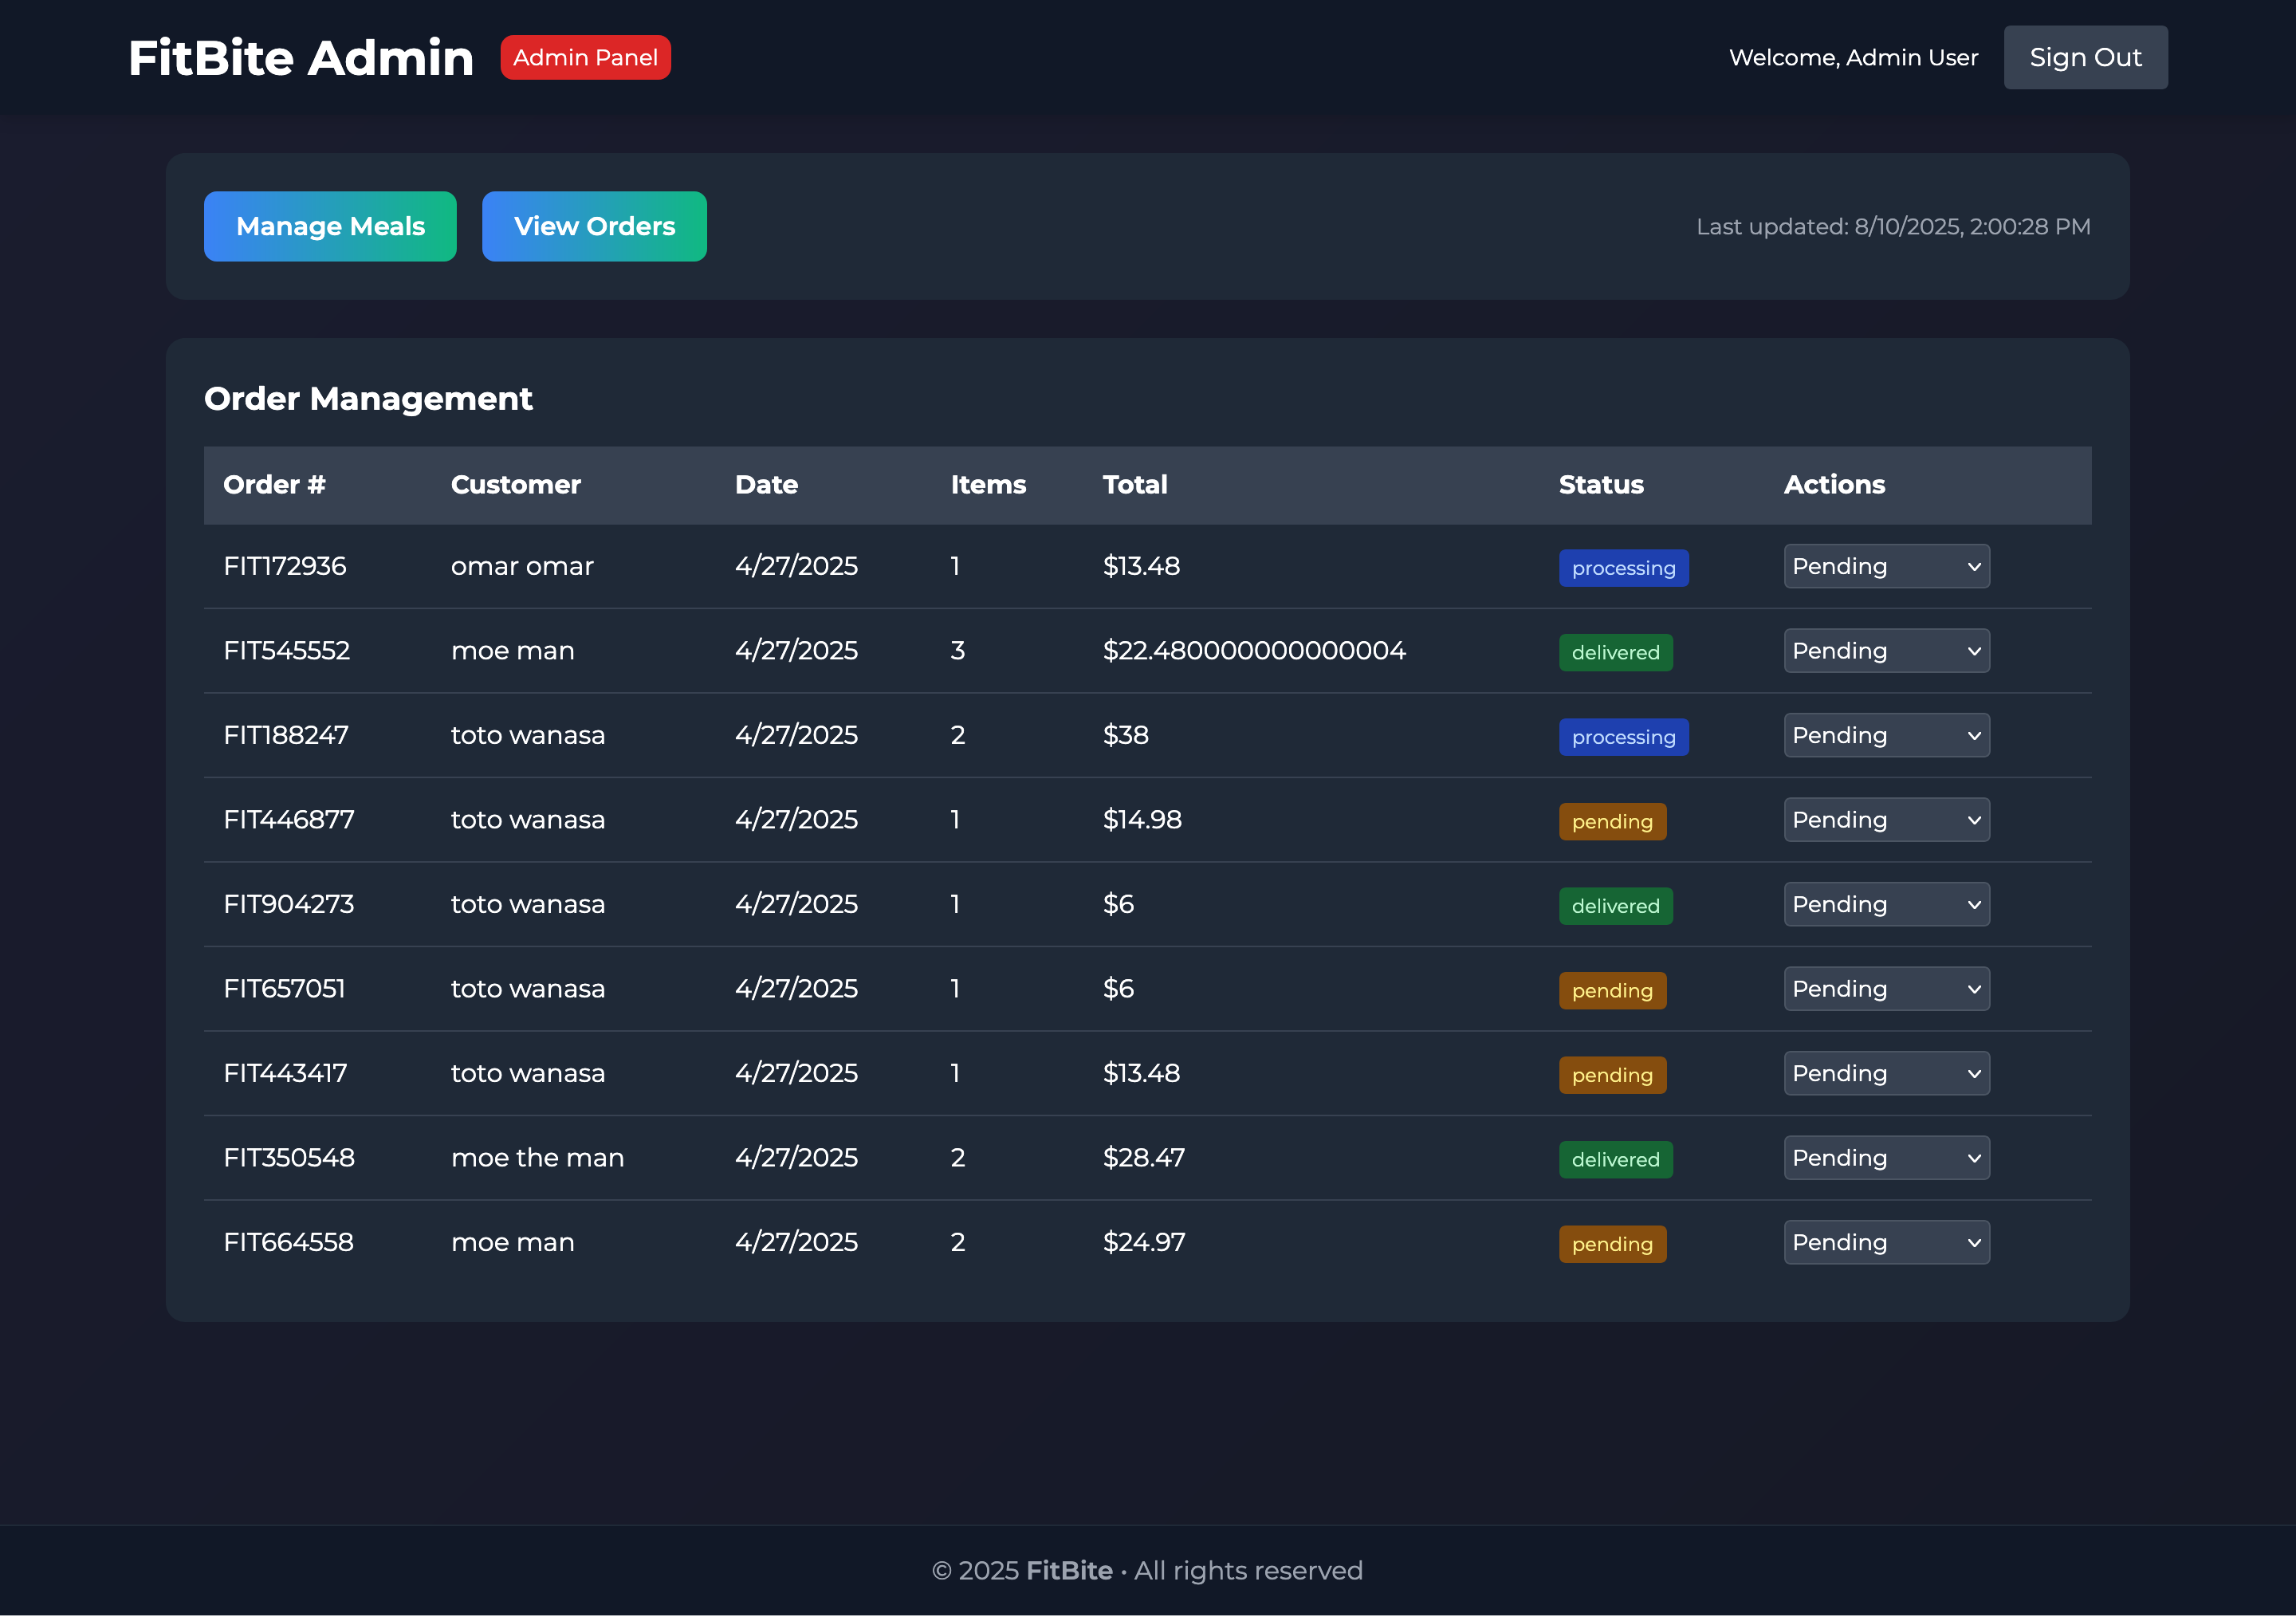 FitBite Admin Admin Panel Welcome, Admin User Sign Out
Manage Meals View Orders Last updated: 8/10/2025, 2:00:28 PM
Order Management
Order # Customer Date Items Total Status Actions
FIT172936 omar omar 4/27/2025 1 $13.48 processing Pending
FIT545552 moe man 4/27/2025 3 $22.480000000000004 delivered Pending
FIT188247 toto wanasa 4/27/2025 2 $38 processing Pending
FIT446877 toto wanasa 4/27/2025 1 $14.98 pending Pending
FIT904273 toto wanasa 4/27/2025 1 $6 delivered Pending
FIT657051 toto wanasa 4/27/2025 1 $6 pending Pending
FIT443417 toto wanasa 4/27/2025 1 $13.48 pending Pending
FIT350548 moe the man 4/27/2025 2 $28.47 delivered Pending
FIT664558 moe man 4/27/2025 2 $24.97 pending Pending
© 2025 FitBite • All rights reserved